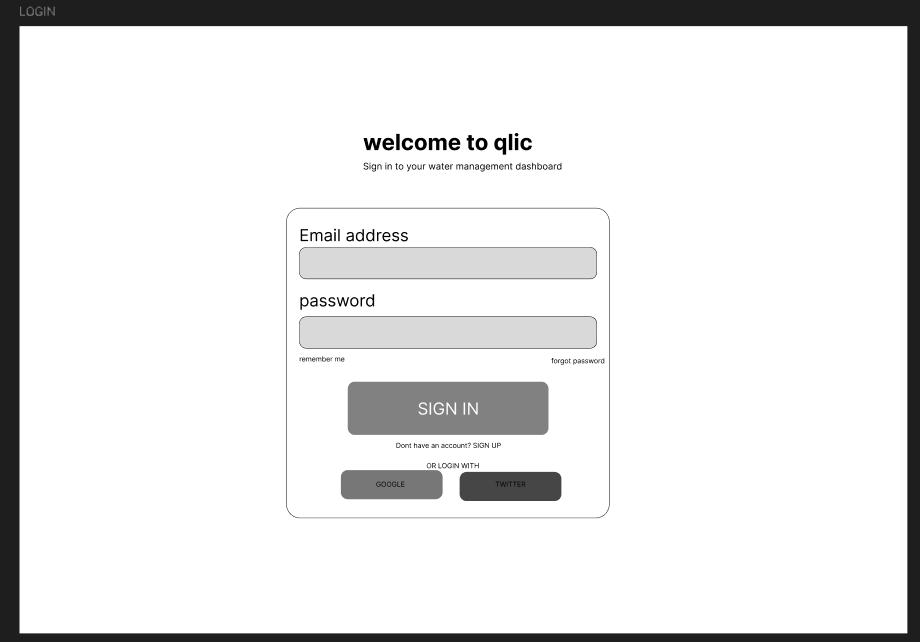 LOGIN
welcome to qlic
Sign in to your water management dashboard
Email address
password
remember me
forgot password
SIGN IN
Dont have an account? SIGN UP
OR LOGIN WITH
GOOGLE
TWITTER